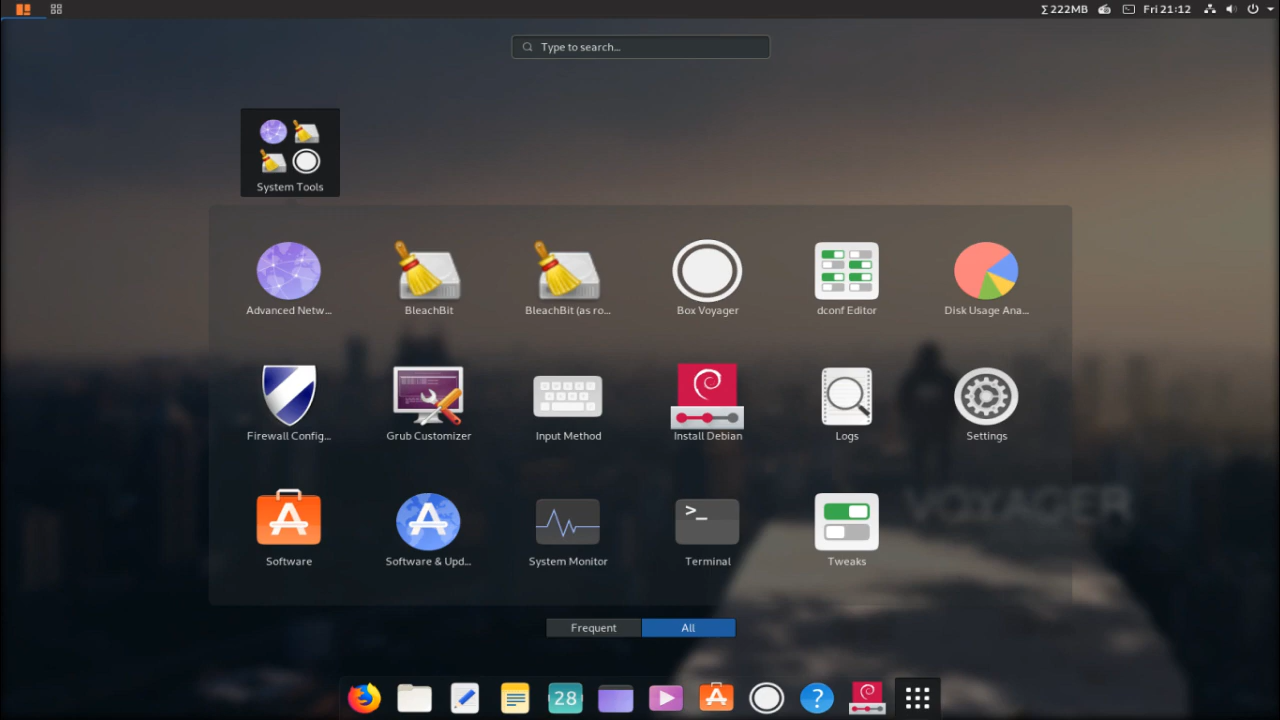 Σ 222MB
Fri 21:12
Type to search...
System Tools
Advanced Netw...
BleachBit
BleachBit (as ro...
Box Voyager
dconf Editor
Disk Usage Ana...
Firewall Config...
Grub Customizer
Input Method
Install Debian
Logs
Settings
VOYAGER
Software
Software & Upd...
System Monitor
>_
Terminal
Tweaks
Frequent
All
28
?